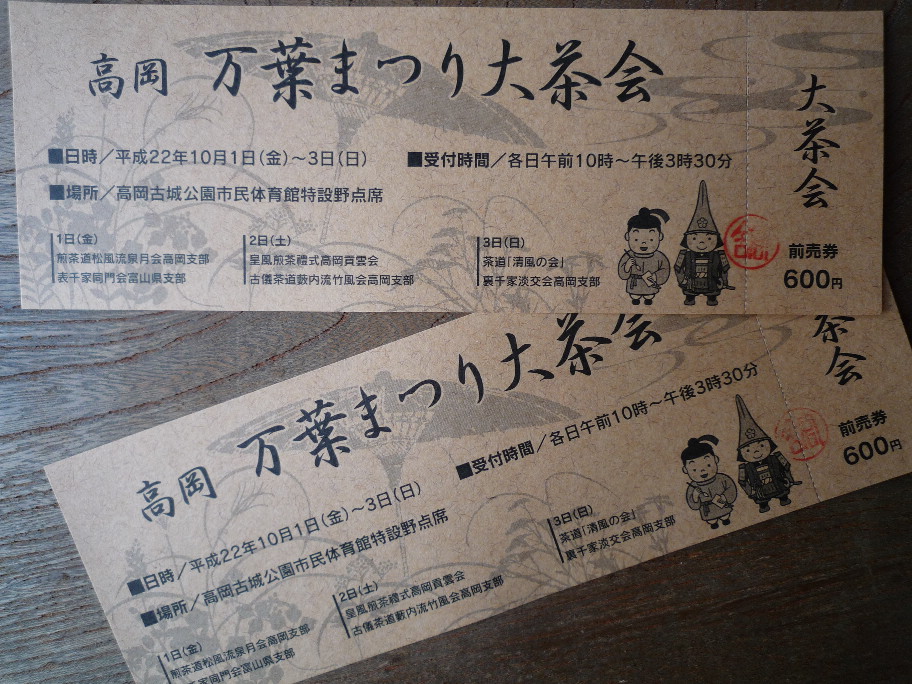 高岡 万葉まつり大茶会
■日時／平成22年10月1日(金)～3日(日)
■受付時間／各日午前10時～午後3時30分
■場所／高岡古城公園市民体育館特設野点席
1日(金)
煎茶道松風流泉月会高岡支部
表千家同門会富山県支部
2日(土)
呈風煎茶禮式高岡貢雲会
古儀茶道藪内流竹風会高岡支部
3日(日)
茶道「清風の会」
裏千家淡交会高岡支部
大茶会
前売券
600円
高岡 万葉まつり大茶会
■日時／平成22年10月1日(金)～3日(日)
■受付時間／各日午前10時～午後3時30分
■場所／高岡古城公園市民体育館特設野点席
1日(金)
煎茶道松風流泉月会高岡支部
千家同門会富山県支部
2日(土)
呈風煎茶禮式高岡貢雲会
古儀茶道藪内流竹風会高岡支部
3日(日)
茶道「清風の会」
裏千家淡交会高岡支部
茶会
前売券
600円